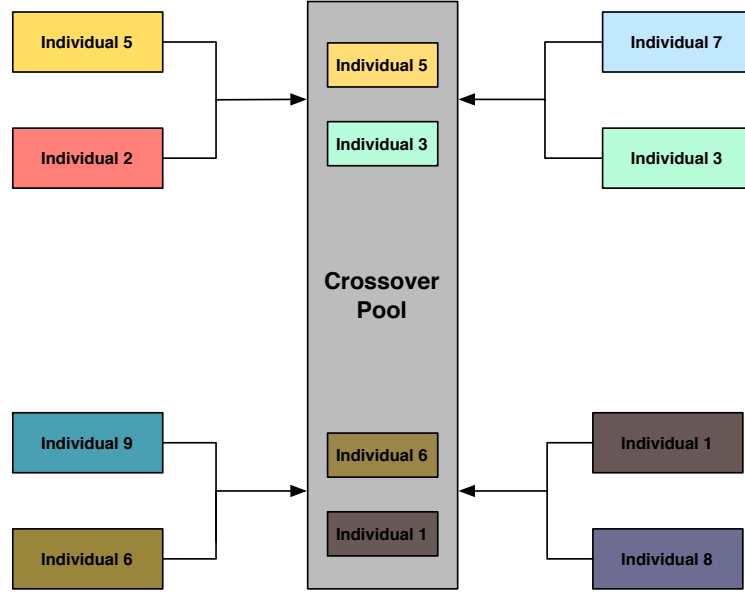 Individual 5
Individual 2
Individual 5
Individual 3
Individual 7
Individual 3
Crossover
Pool
Individual 9
Individual 6
Individual 6
Individual 1
Individual 1
Individual 8